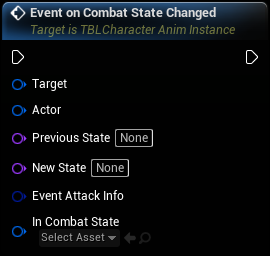 Event on Combat State Changed
Target is TBLCharacter Anim Instance
Target
Actor
Previous State None
New State None
Event Attack Info
In Combat State
Select Asset